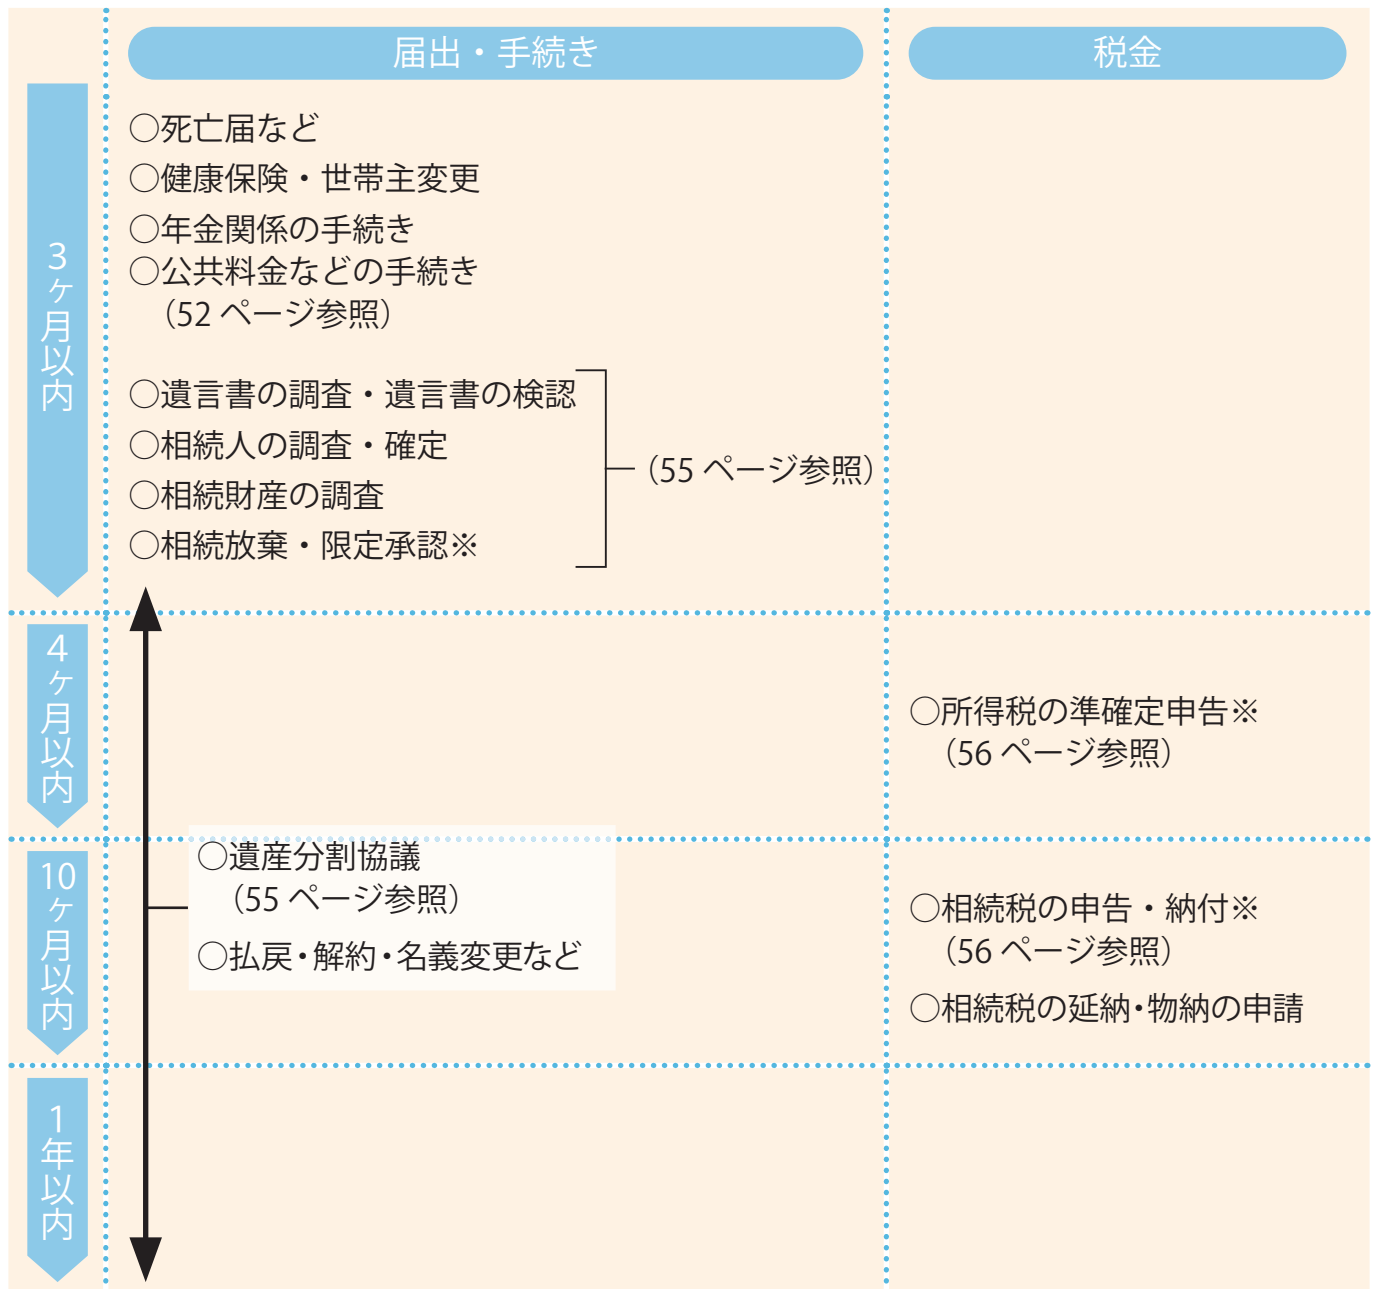 届出・手続き
税金
3ヶ月以内
○死亡届など
○健康保険・世帯主変更
○年金関係の手続き
○公共料金などの手続き
（52 ページ参照）
○遺言書の調査・遺言書の検認
○相続人の調査・確定
○相続財産の調査
○相続放棄・限定承認※
（55 ページ参照）
4ヶ月以内
○所得税の準確定申告※
（56 ページ参照）
10ヶ月以内
○遺産分割協議
（55 ページ参照）
○払戻・解約・名義変更など
○相続税の申告・納付※
（56 ページ参照）
○相続税の延納・物納の申請
1年以内